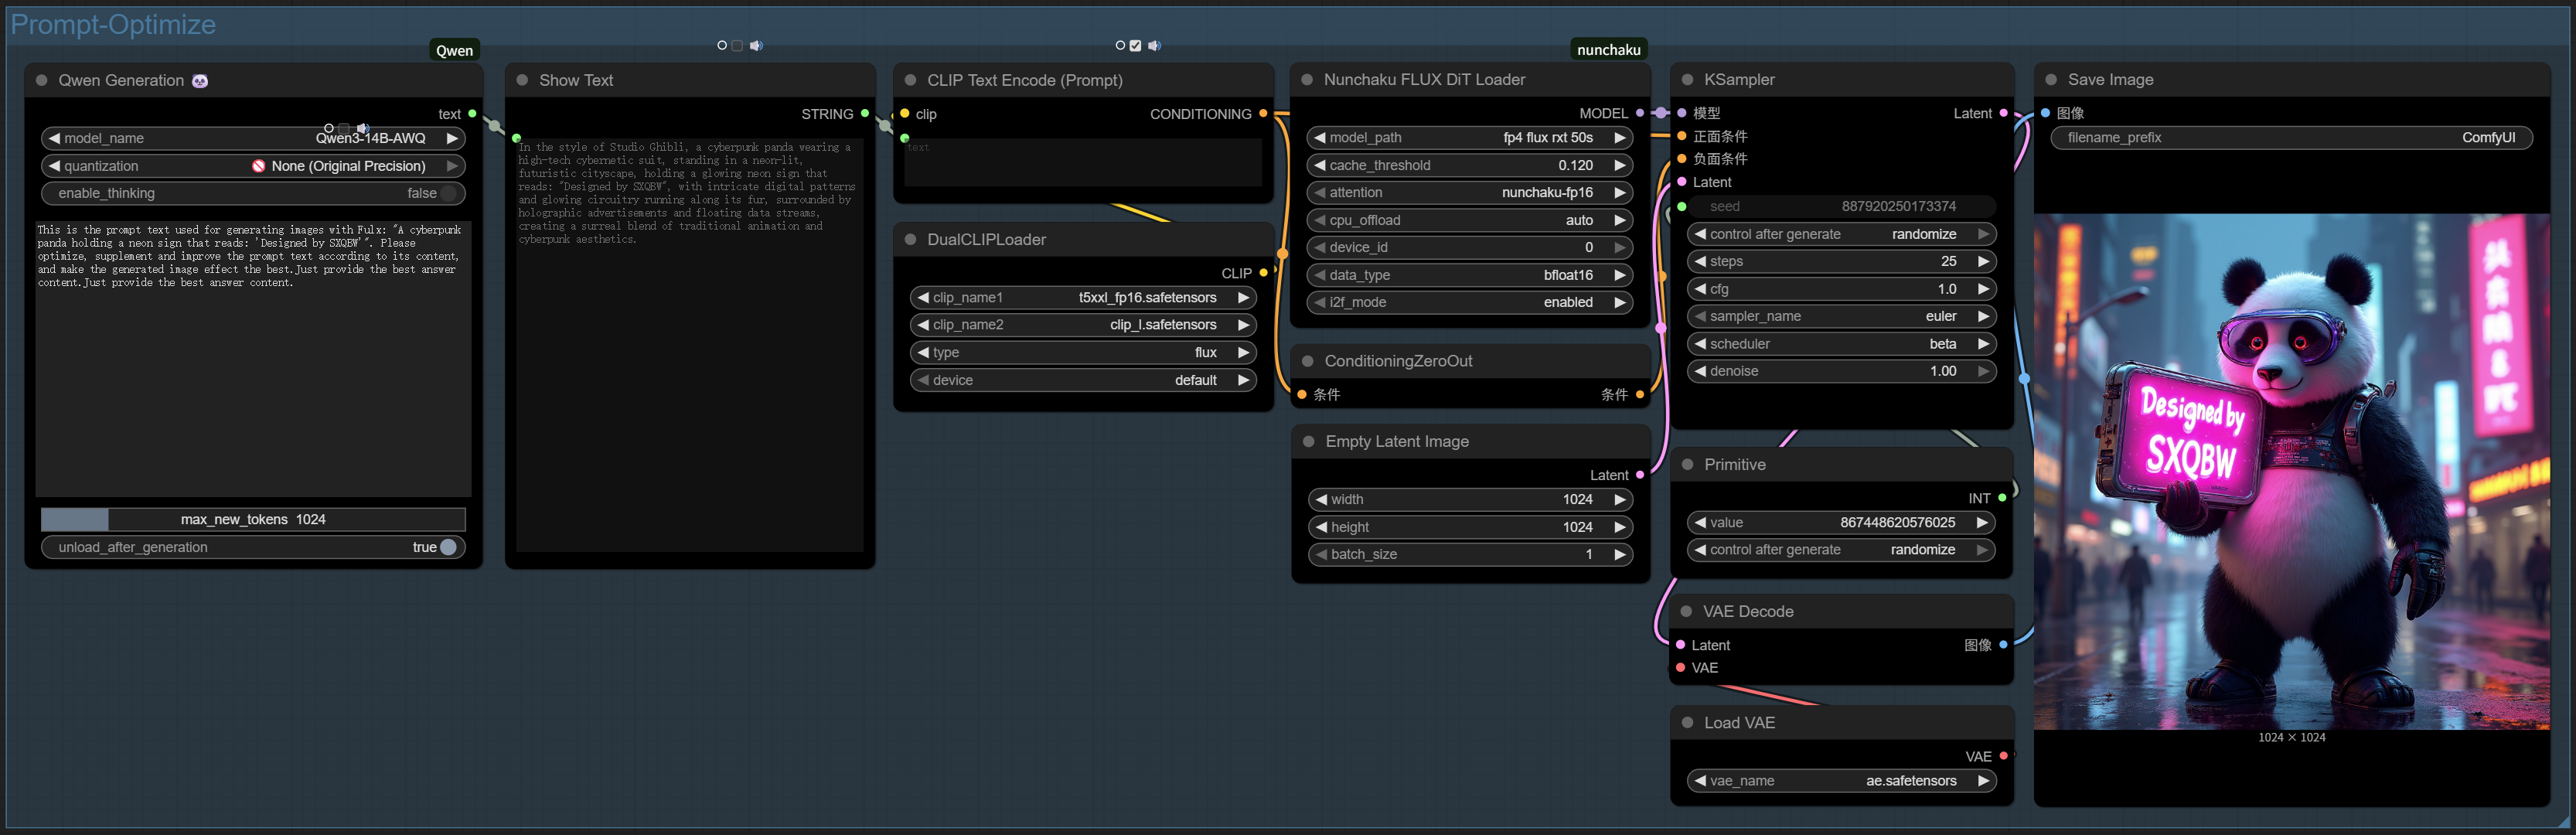 Prompt-Optimize
Qwen
Qwen Generation
text
model_name Qwen3-14B-AWQ
quantization None (Original Precision)
enable_thinking false
This is the prompt text used for generating images with Fulx: "A cyberpunk
panda holding a neon sign that reads: 'Designed by SXQBW'". Please
optimize, supplement and improve the prompt text according to its content,
and make the generated image effect the best.Just provide the best answer
content.Just provide the best answer content.
max_new_tokens 1024
unload_after_generation true
Show Text
STRING
In the style of Studio Ghibli, a cyberpunk panda wearing a
high-tech cybernetic suit, standing in a neon-lit,
futuristic cityscape, holding a glowing neon sign that
reads: "Designed by SXQBW", with intricate digital patterns
and glowing circuitry running along its fur, surrounded by
holographic advertisements and floating data streams,
creating a surreal blend of traditional animation and
cyberpunk aesthetics.
CLIP Text Encode (Prompt)
clip CONDITIONING
text
DualCLIPLoader
CLIP
clip_name1 t5xxl_fp16.safetensors
clip_name2 clip_l.safetensors
type flux
device default
nunchaku
Nunchaku FLUX DiT Loader
MODEL
model_path fp4 flux rxt 50s
cache_threshold 0.120
attention nunchaku-fp16
cpu_offload auto
device_id 0
data_type bfloat16
i2f_mode enabled
ConditioningZeroOut
条件 条件
Empty Latent Image
Latent
width 1024
height 1024
batch_size 1
KSampler
模型 Latent
正面条件
负面条件
Latent
seed 887920250173374
control after generate randomize
steps 25
cfg 1.0
sampler_name euler
scheduler beta
denoise 1.00
Primitive
INT
value 867448620576025
control after generate randomize
VAE Decode
Latent 图像
VAE
Load VAE
VAE
vae_name ae.safetensors
Save Image
图像
filename_prefix ComfyUI
Designed by
SXQBW
1024 × 1024